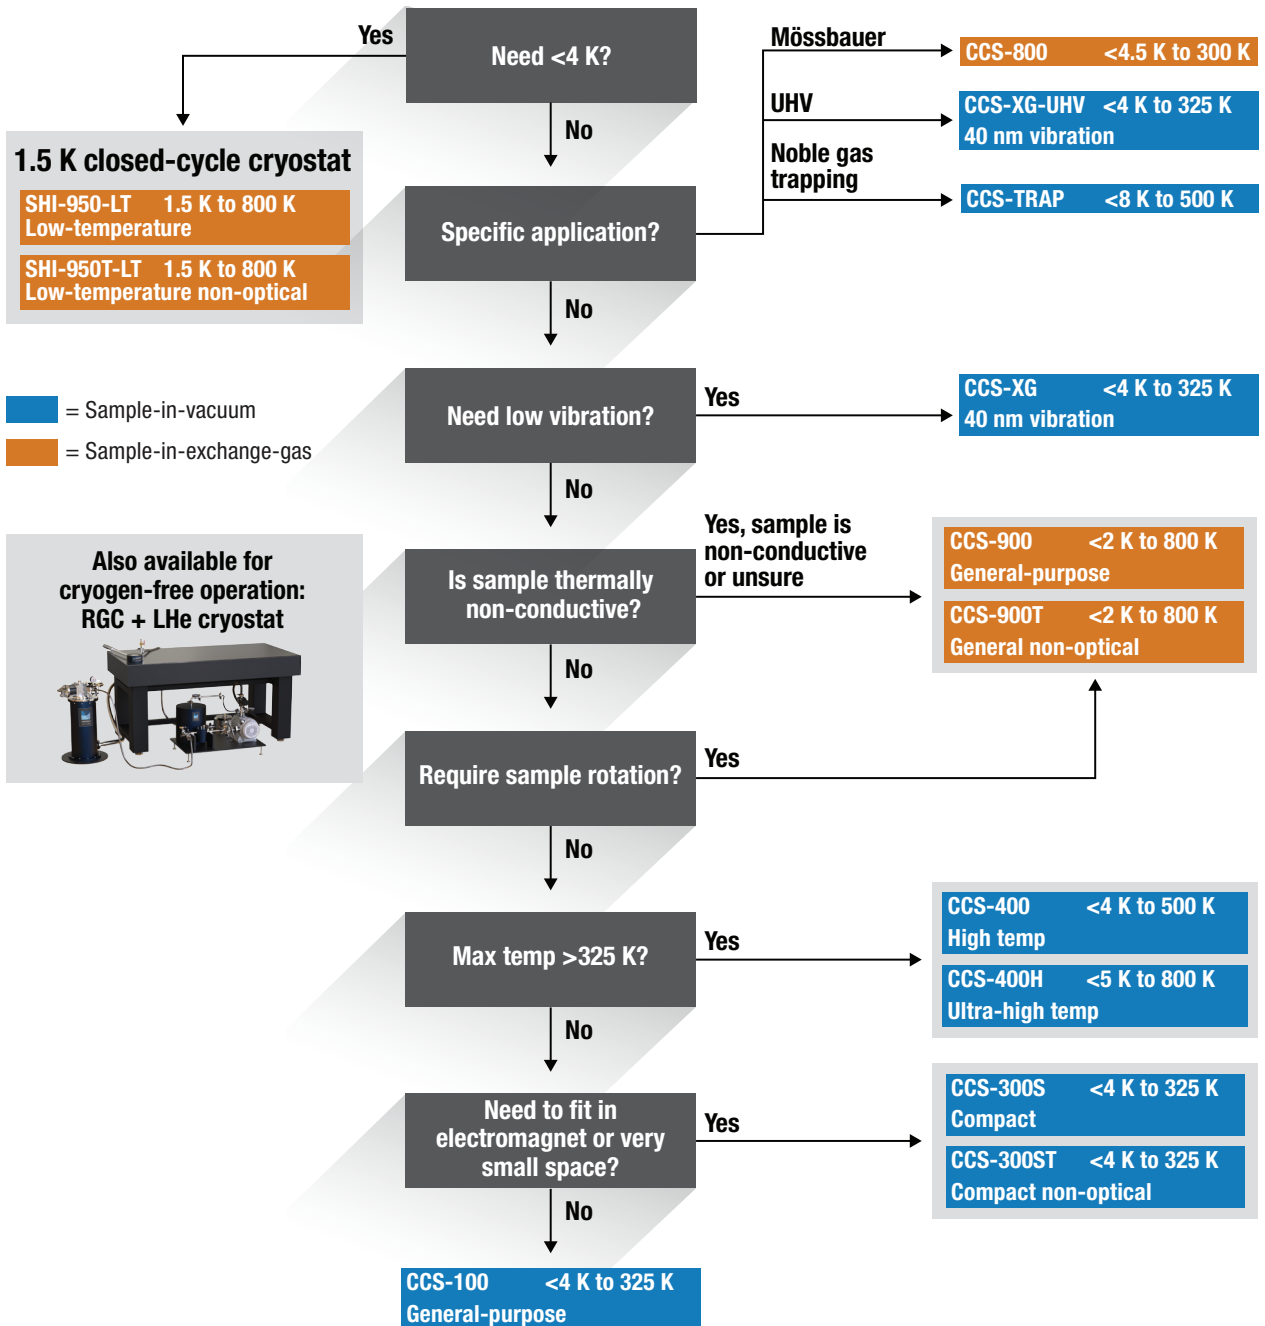 Need <4 K?
Yes
No
1.5 K closed-cycle cryostat
SHI-950-LT 1.5 K to 800 K
Low-temperature
SHI-950T-LT 1.5 K to 800 K
Low-temperature non-optical
Specific application?
Mössbauer
CCS-800 <4.5 K to 300 K
UHV
CCS-XG-UHV <4 K to 325 K
40 nm vibration
Noble gas
trapping
CCS-TRAP <8 K to 500 K
No
= Sample-in-vacuum
= Sample-in-exchange-gas
Need low vibration?
Yes
CCS-XG <4 K to 325 K
40 nm vibration
No
Also available for
cryogen-free operation:
RGC + LHe cryostat
Is sample thermally
non-conductive?
Yes, sample is
non-conductive
or unsure
CCS-900 <2 K to 800 K
General-purpose
CCS-900T <2 K to 800 K
General non-optical
No
Require sample rotation?
Yes
No
Max temp >325 K?
Yes
CCS-400 <4 K to 500 K
High temp
CCS-400H <5 K to 800 K
Ultra-high temp
No
Need to fit in
electromagnet or very
small space?
Yes
CCS-300S <4 K to 325 K
Compact
CCS-300ST <4 K to 325 K
Compact non-optical
No
CCS-100 <4 K to 325 K
General-purpose